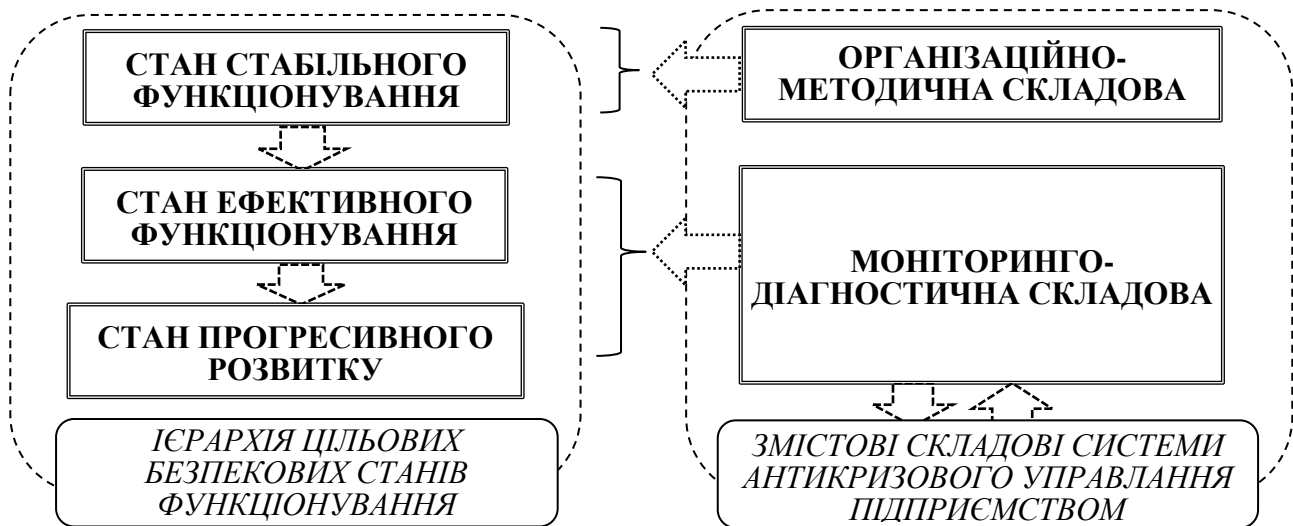 СТАН СТАБІЛЬНОГО
ФУНКЦІОНУВАННЯ
СТАН ЕФЕКТИВНОГО
ФУНКЦІОНУВАННЯ
СТАН ПРОГРЕСИВНОГО
РОЗВИТКУ
ІЄРАРХІЯ ЦІЛЬОВИХ
БЕЗПЕКОВИХ СТАНІВ
ФУНКЦІОНУВАННЯ
ОРГАНІЗАЦІЙНО-
МЕТОДИЧНА СКЛАДОВА
МОНІТОРИНГО-
ДІАГНОСТИЧНА СКЛАДОВА
ЗМІСТОВІ СКЛАДОВІ СИСТЕМИ
АНТИКРИЗОВОГО УПРАВЛАННЯ
ПІДПРИЄМСТВОМ